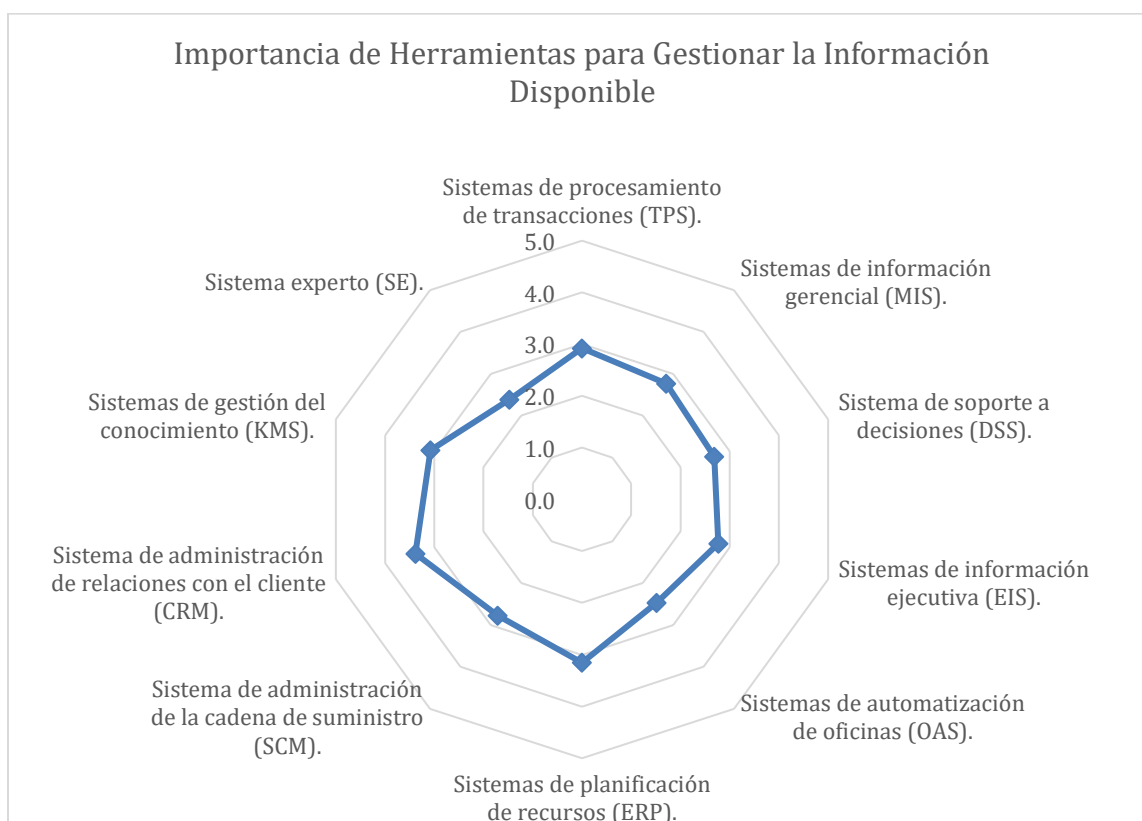 Importancia de Herramientas para Gestionar la Información
Disponible
Sistemas de procesamiento
de transacciones (TPS).
Sistemas de información
gerencial (MIS).
Sistema de soporte a
decisiones (DSS).
Sistemas de información
ejecutiva (EIS).
Sistemas de automatización
de oficinas (OAS).
Sistemas de planificación
de recursos (ERP).
Sistema de administración
de la cadena de suministro
(SCM).
Sistema de administración
de relaciones con el cliente
(CRM).
Sistemas de gestión del
conocimiento (KMS).
Sistema experto (SE).
5.0
4.0
3.0
2.0
1.0
0.0